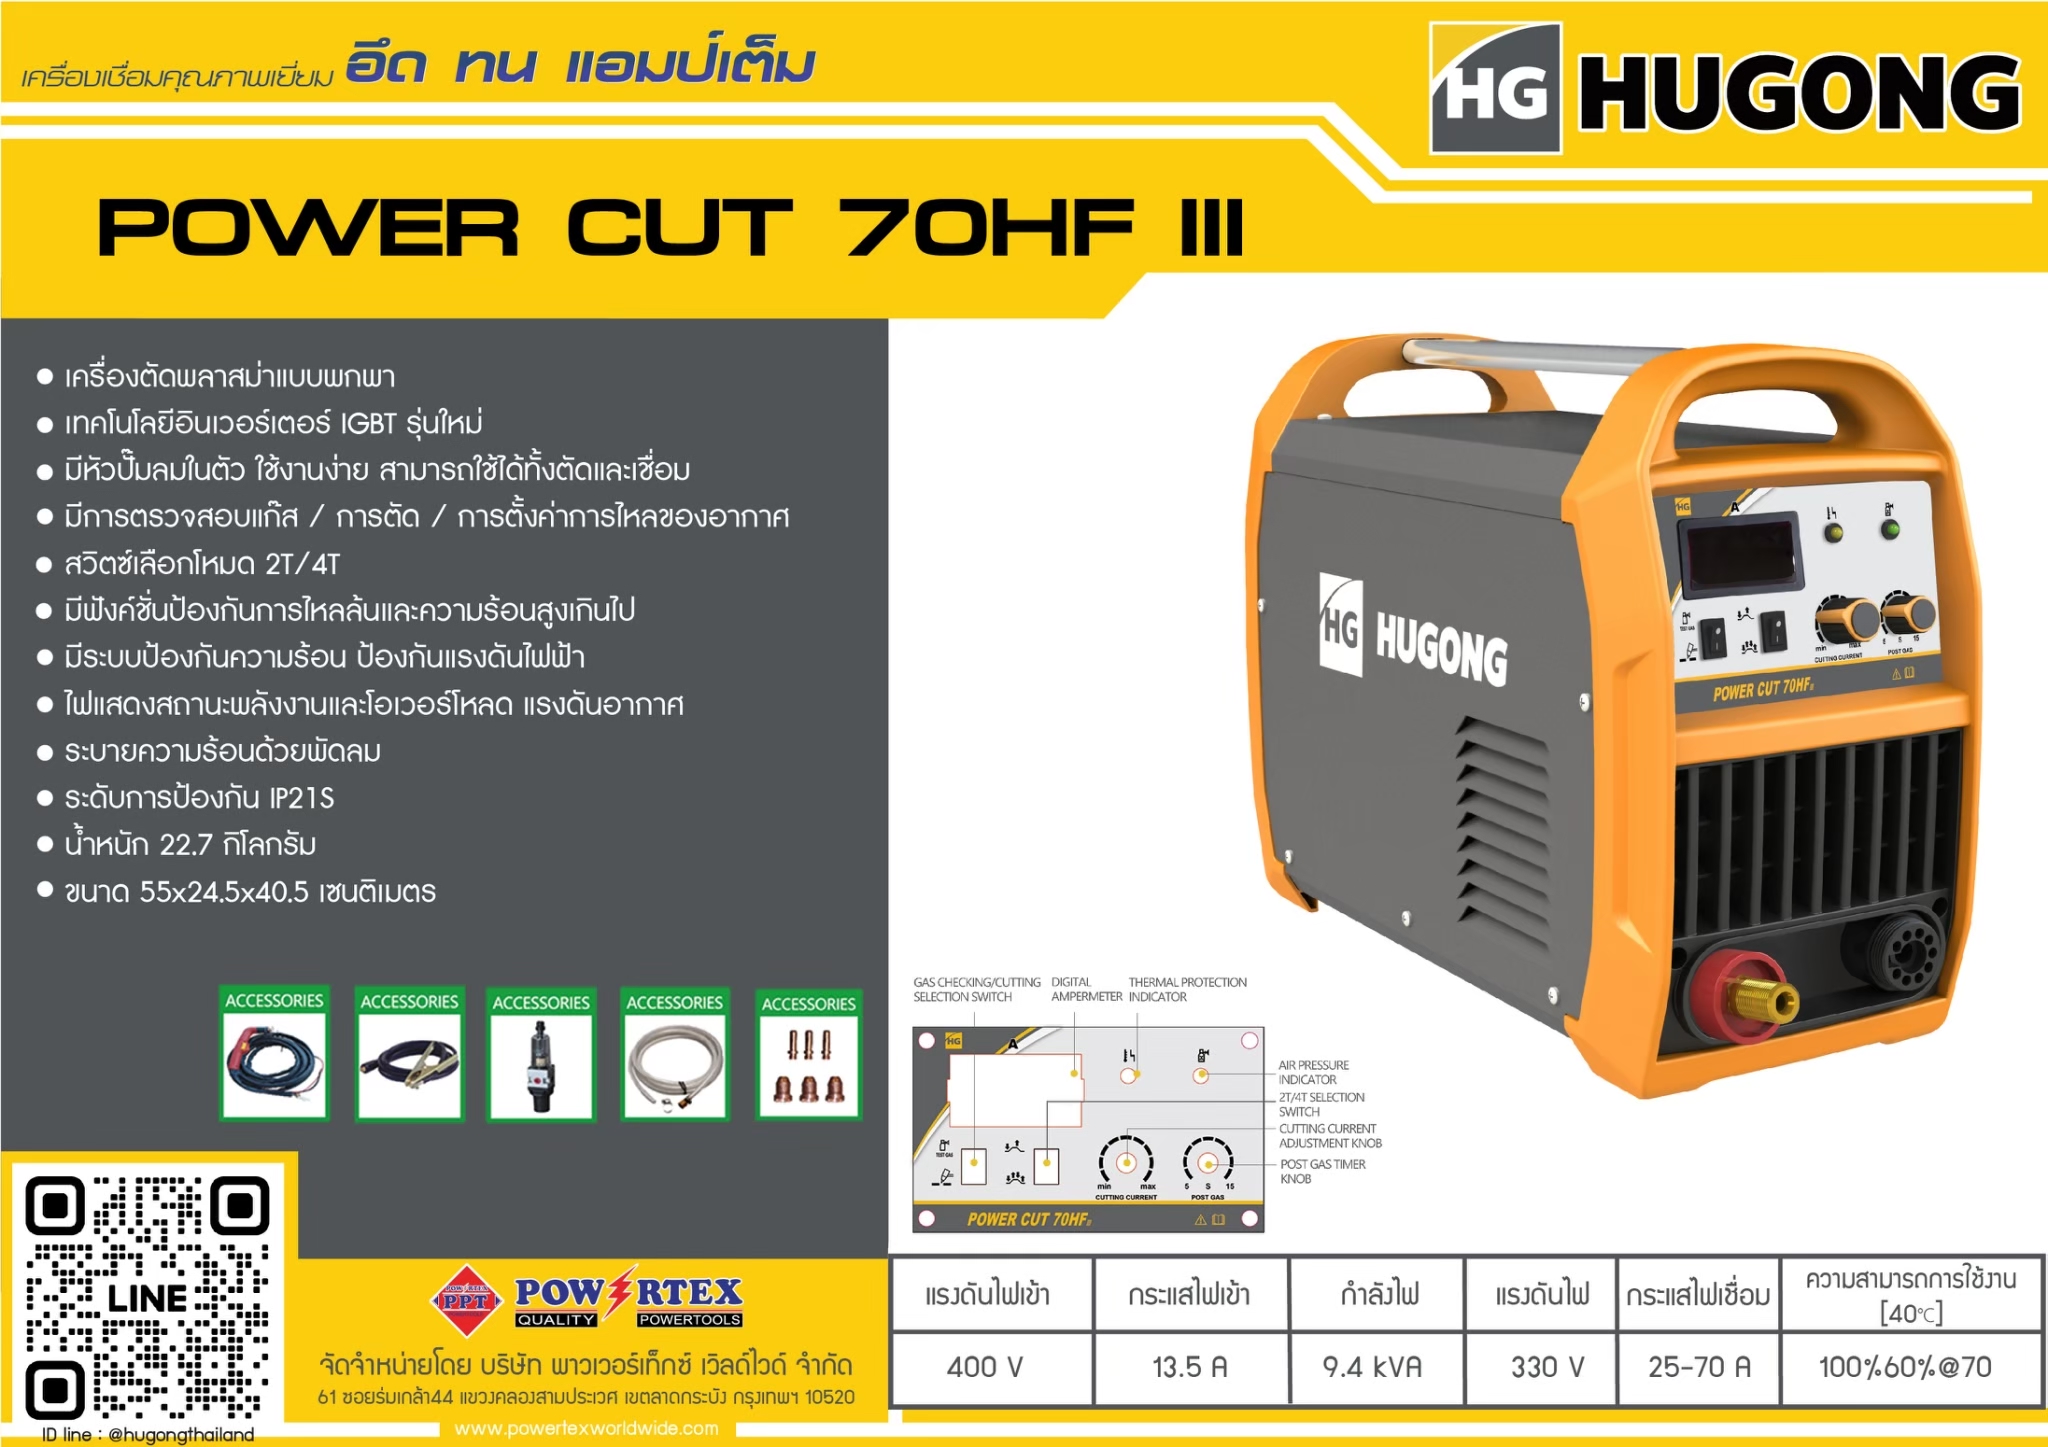 เครื่องเชื่อมคุณภาพเยี่ยม อึด ทน แอมป์เต็ม
HG HUGONG
POWER CUT 70HF III
เครื่องตัดพลาสม่าแบบพกพา
เทคโนโลยีอินเวอร์เตอร์ IGBT รุ่นใหม่
มีหัวปั๊มลมในตัว ใช้งานง่าย สามารถใช้ได้ทั้งตัดและเชื่อม
มีการตรวจสอบแก๊ส / การตัด / การตั้งค่าการไหลของอากาศ
สวิตซ์เลือกโหมด 2T/4T
มีฟังค์ชั่นป้องกันการไหลล้นและความร้อนสูงเกินไป
มีระบบป้องกันความร้อน ป้องกันแรงดันไฟฟ้า
ไฟแสดงสถานะพลังงานและโอเวอร์โหลด แรงดันอากาศ
ระบายความร้อนด้วยพัดลม
ระดับการป้องกัน IP21S
น้ำหนัก 22.7 กิโลกรัม
ขนาด 55x24.5x40.5 เซนติเมตร
HG HUGONG
HG
A
TEST GAS
min max
CUTTING CURRENT
5 S 15
POST GAS
POWER CUT 70HF
ACCESSORIES ACCESSORIES ACCESSORIES ACCESSORIES ACCESSORIES
GAS CHECKING/CUTTING SELECTION SWITCH
DIGITAL AMPERMETER
THERMAL PROTECTION INDICATOR
AIR PRESSURE INDICATOR
2T/4T SELECTION SWITCH
CUTTING CURRENT ADJUSTMENT KNOB
POST GAS TIMER KNOB
HG
A
TEST GAS
min max 5 S 15
CUTTING CURRENT POST GAS
POWER CUT 70HF
LINE
ID line : @hugongthailand
POWERTEX
PPT
POWERTEX
QUALITY POWERTOOLS
จัดจำหน่ายโดย บริษัท พาวเวอร์เท็กซ์ เวิลด์ไวด์ จำกัด
61 ซอยร่มเกล้า44 แขวงคลองสามประเวศ เขตลาดกระบัง กรุงเทพฯ 10520
www.powertexworldwide.com
แรงดันไฟเข้า กระแสไฟเข้า กำลังไฟ แรงดันไฟ กระแสไฟเชื่อม ความสามารถการใช้งาน [40℃]
400 V 13.5 A 9.4 kVA 330 V 25-70 A 100%60%@70